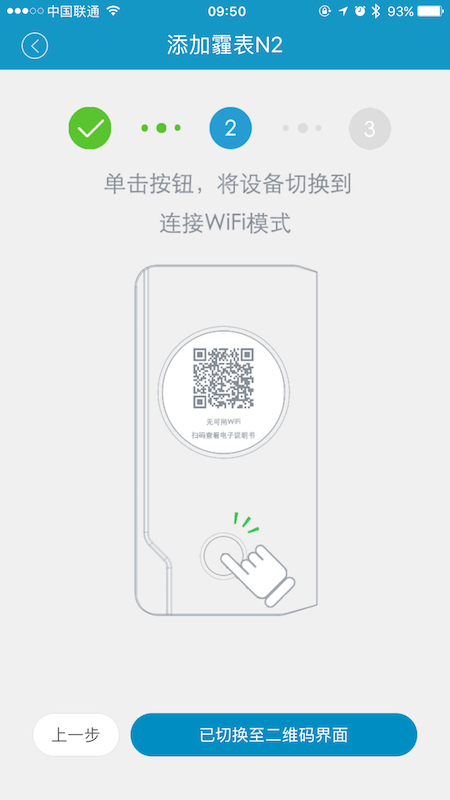 中国联通
09:50
93%
添加霾表N2
2
3
单击按钮，将设备切换到
连接WiFi模式
无可用WiFi
扫码查看电子说明书
上一步
已切换至二维码界面